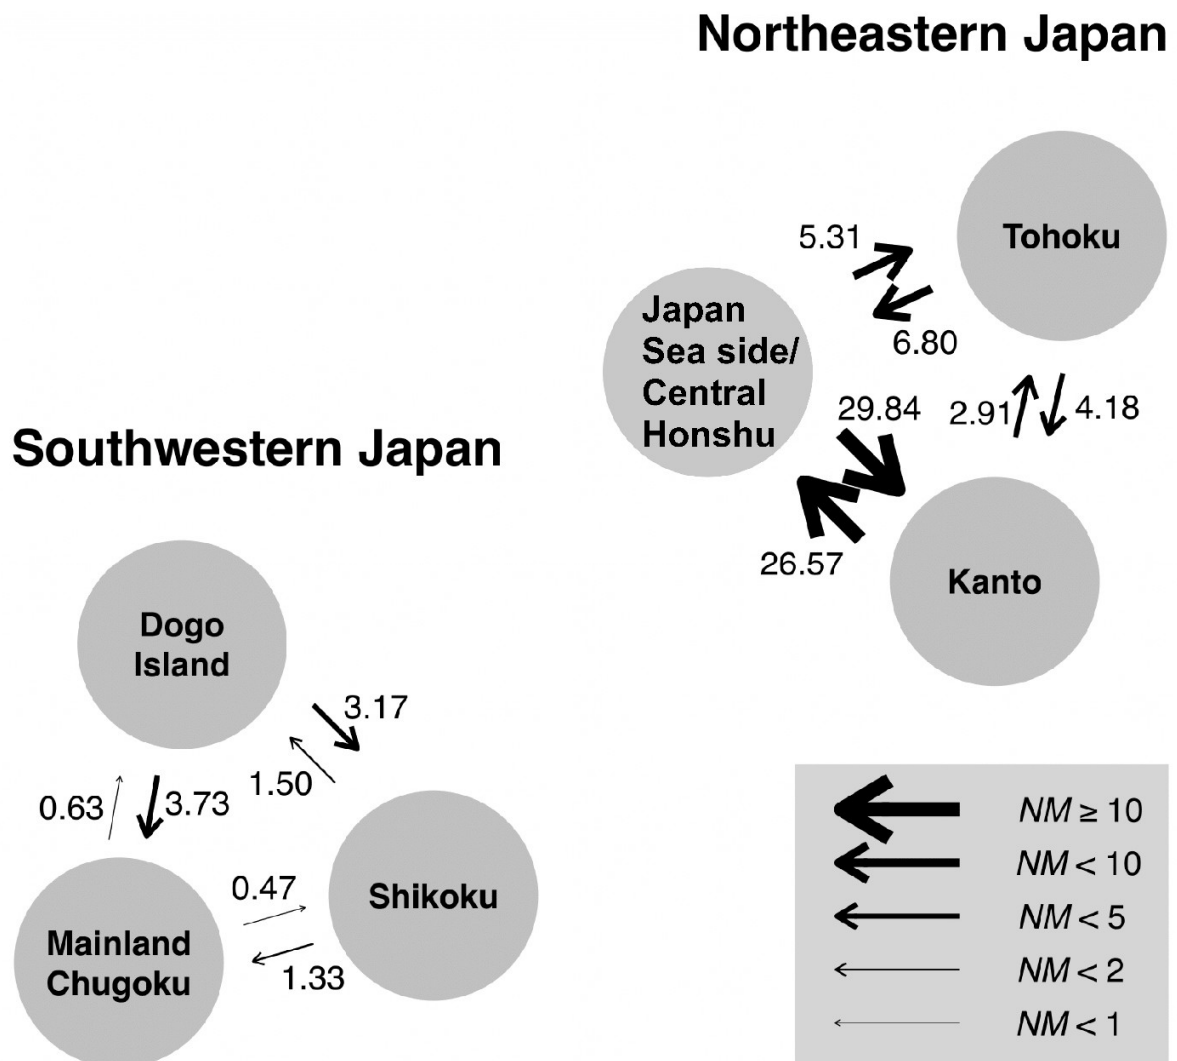 Northeastern Japan
Tohoku
5.31
6.80
Japan
Sea side/
Central
Honshu
29.84
2.91
4.18
26.57
Kanto
Southwestern Japan
Dogo
Island
3.17
1.50
0.63
3.73
0.47
Shikoku
1.33
Mainland
Chugoku
NM ≥ 10
NM < 10
NM < 5
NM < 2
NM < 1